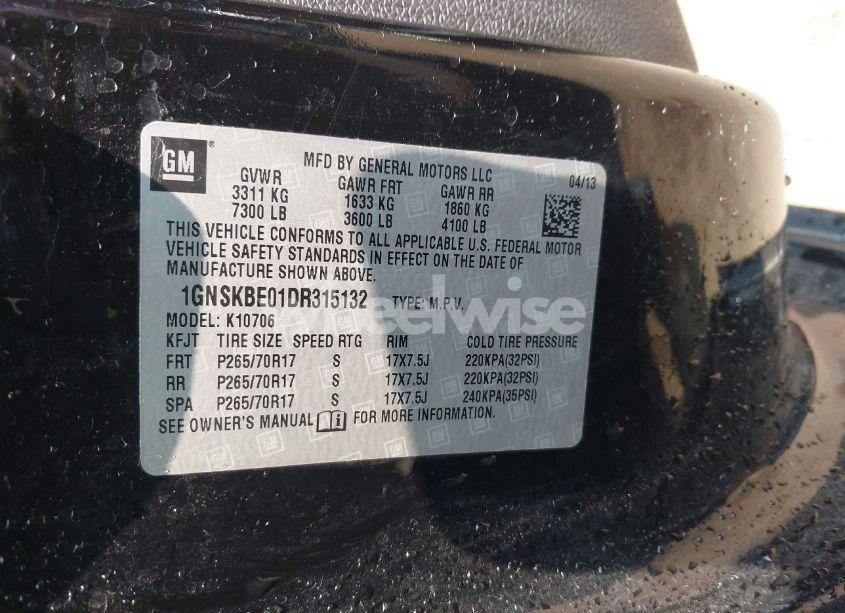 GM
MFD BY GENERAL MOTORS LLC
04/13
GVWR GAWR FRT GAWR RR
3311 KG 1633 KG 1860 KG
7300 LB 3600 LB 4100 LB
THIS VEHICLE CONFORMS TO ALL APPLICABLE U.S. FEDERAL MOTOR
VEHICLE SAFETY STANDARDS IN EFFECT ON THE DATE OF
MANUFACTURE SHOWN ABOVE.
1GNSKBE01DR315132 TYPE: M.P.V.
MODEL: K10706
KFJT TIRE SIZE SPEED RTG RIM COLD TIRE PRESSURE
FRT P265/70R17 S 17X7.5J 220KPA(32PSI)
RR P265/70R17 S 17X7.5J 220KPA(32PSI)
SPA P265/70R17 S 17X7.5J 240KPA(35PSI)
SEE OWNER'S MANUAL FOR MORE INFORMATION.